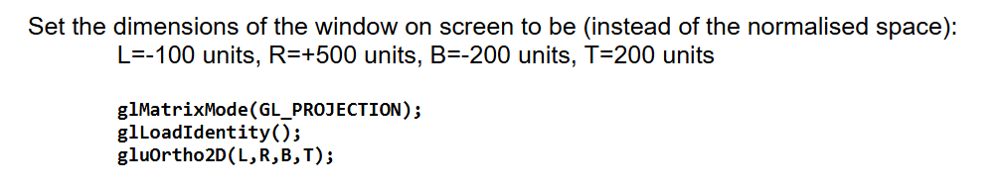 Set the dimensions of the window on screen to be (instead of the normalised space):
L=-100 units, R=+500 units, B=-200 units, T=200 units
glMatrixMode(GL_PROJECTION);
glLoadIdentity();
gluOrtho2D(L,R,B,T);